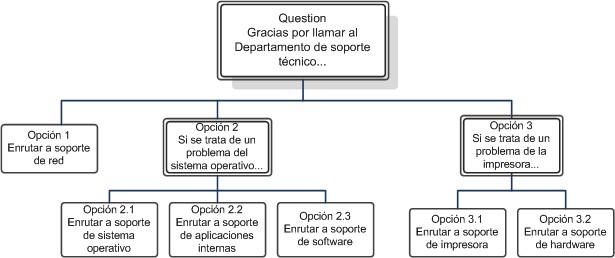 Question
Gracias por llamar al
Departamento de soporte
técnico...
Opción 1
Enrutar a soporte
de red
Opción 2
Si se trata de un
problema del
sistema operativo...
Opción 3
Si se trata de un
problema de la
impresora...
Opción 2.1
Enrutar a soporte
de sistema
operativo
Opción 2.2
Enrutar a soporte
de aplicaciones
internas
Opción 2.3
Enrutar a soporte
de software
Opción 3.1
Enrutar a soporte
de impresora
Opción 3.2
Enrutar a soporte
de hardware